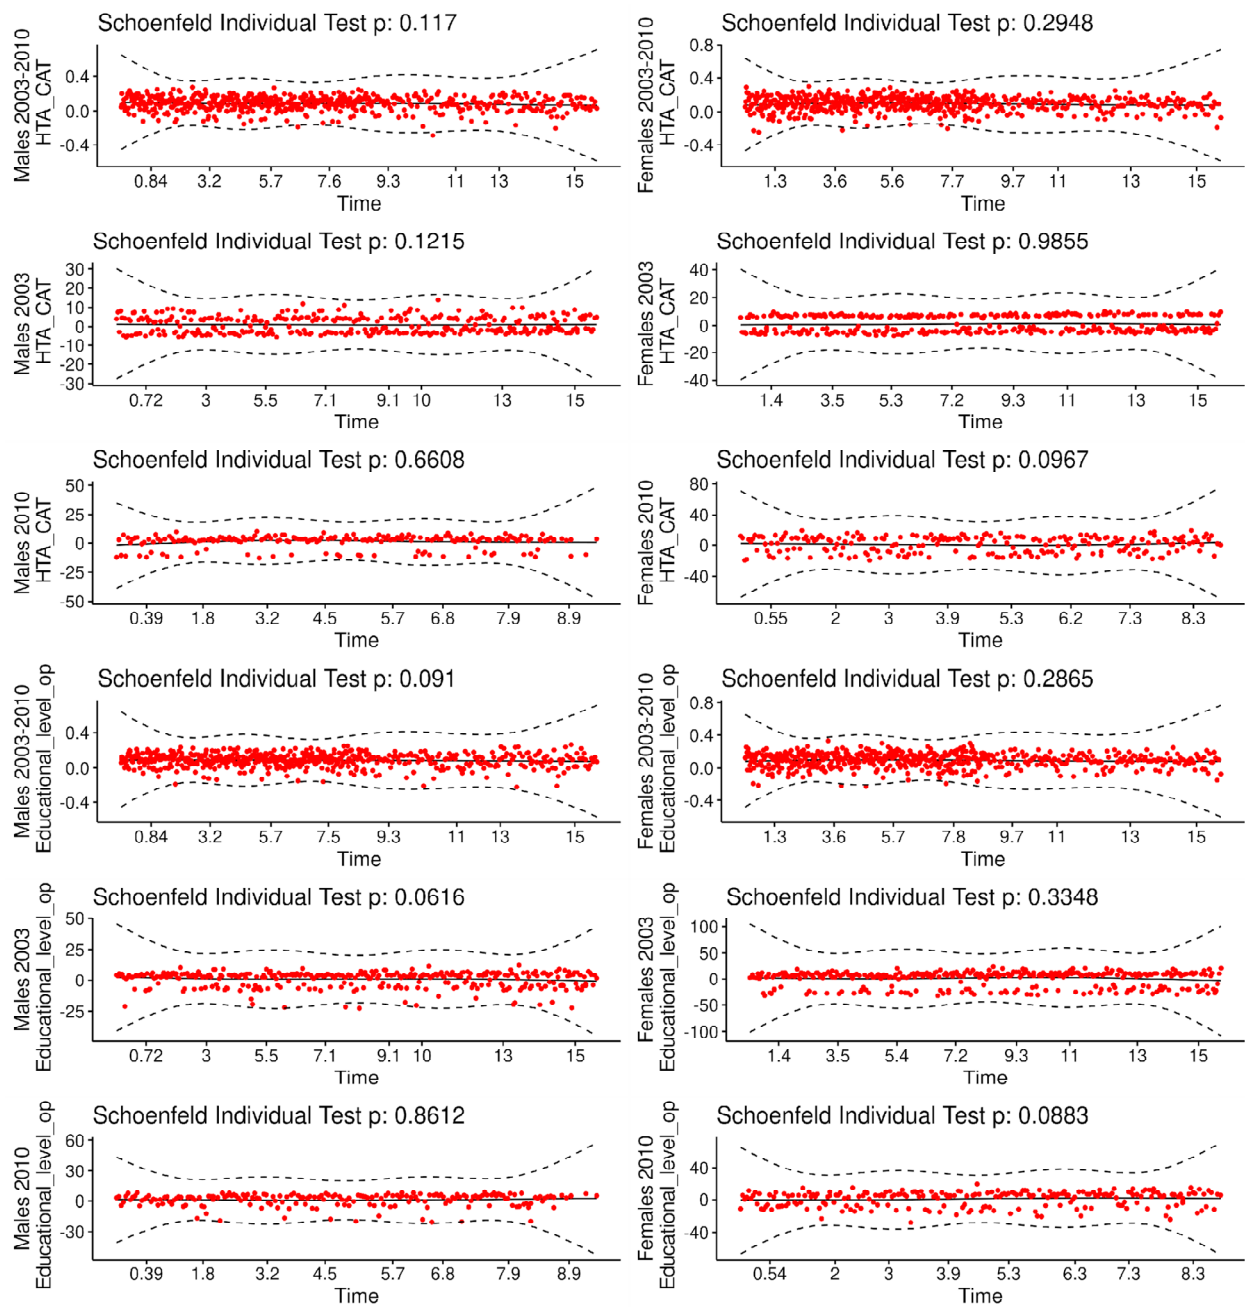 Schoenfeld Individual Test p: 0.117
Males 2003-2010
HTA_CAT
0.4
0.0
-0.4
0.84 3.2 5.7 7.6 9.3 11 13 15
Time
Schoenfeld Individual Test p: 0.2948
Females 2003-2010
HTA_CAT
0.8
0.4
0.0
-0.4
1.3 3.6 5.6 7.7 9.7 11 13 15
Time
Schoenfeld Individual Test p: 0.1215
Males 2003
HTA_CAT
30
20
10
0
-10
-20
-30
0.72 3 5.5 7.1 9.1 10 13 15
Time
Schoenfeld Individual Test p: 0.9855
Females 2003
HTA_CAT
40
20
0
-20
-40
1.4 3.5 5.3 7.2 9.3 11 13 15
Time
Schoenfeld Individual Test p: 0.6608
Males 2010
HTA_CAT
50
25
0
-25
-50
0.39 1.8 3.2 4.5 5.7 6.8 7.9 8.9
Time
Schoenfeld Individual Test p: 0.0967
Females 2010
HTA_CAT
80
40
0
-40
0.55 2 3 3.9 5.3 6.2 7.3 8.3
Time
Schoenfeld Individual Test p: 0.091
Males 2003-2010
Educational_level_op
0.4
0.0
-0.4
0.84 3.2 5.7 7.5 9.3 11 13 15
Time
Schoenfeld Individual Test p: 0.2865
Females 2003-2010
Educational_level_op
0.8
0.4
0.0
-0.4
1.3 3.6 5.7 7.8 9.7 11 13 15
Time
Schoenfeld Individual Test p: 0.0616
Males 2003
Educational_level_op
50
25
0
-25
0.72 3 5.5 7.1 9.1 10 13 15
Time
Schoenfeld Individual Test p: 0.3348
Females 2003
Educational_level_op
100
50
0
-50
-100
1.4 3.5 5.4 7.2 9.3 11 13 15
Time
Schoenfeld Individual Test p: 0.8612
Males 2010
Educational_level_op
60
30
0
-30
0.39 1.8 3.2 4.5 5.7 6.8 7.9 8.9
Time
Schoenfeld Individual Test p: 0.0883
Females 2010
Educational_level_op
40
0
-40
0.54 2 3 3.9 5.3 6.3 7.3 8.3
Time